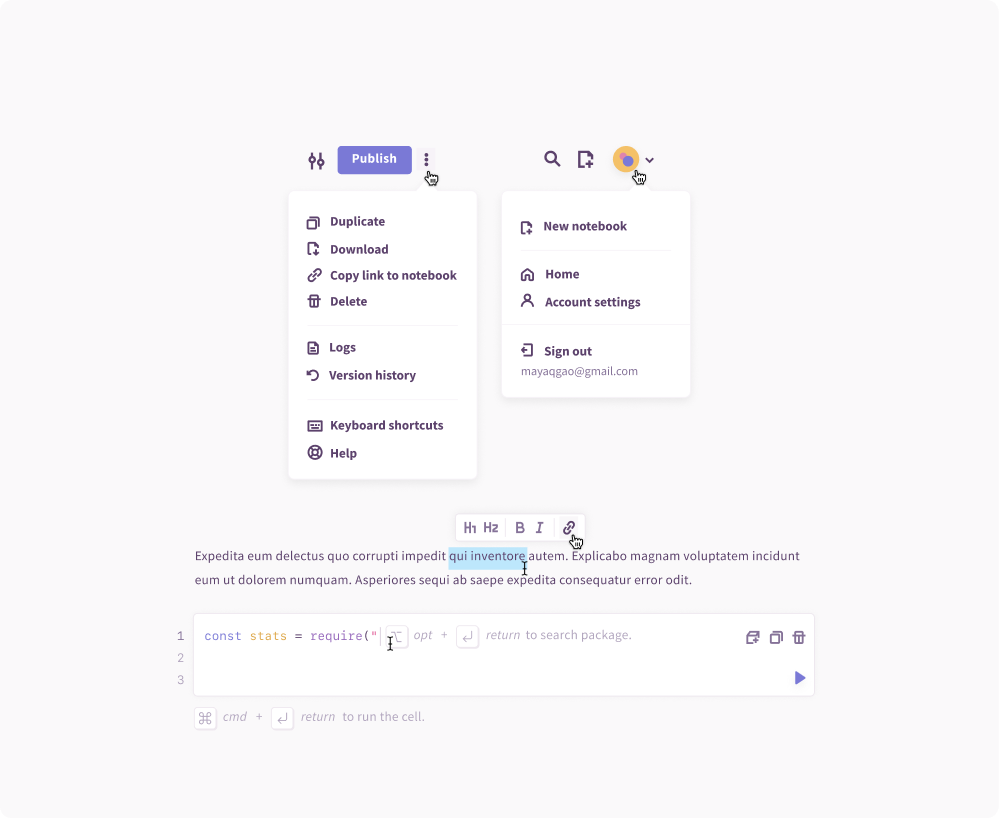 Publish
Duplicate
Download
Copy link to notebook
Delete
Logs
Version history
Keyboard shortcuts
Help
New notebook
Home
Account settings
Sign out
mayaqgao@gmail.com
H1 H2 B I
Expedita eum delectus quo corrupti impedit qui inventore autem. Explicabo magnam voluptatem incidunt
eum ut dolorem numquam. Asperiores sequi ab saepe expedita consequatur error odit.
1 const stats = require(" ⌥ opt + ↵ return to search package.
2
3
⌘ cmd + ↵ return to run the cell.